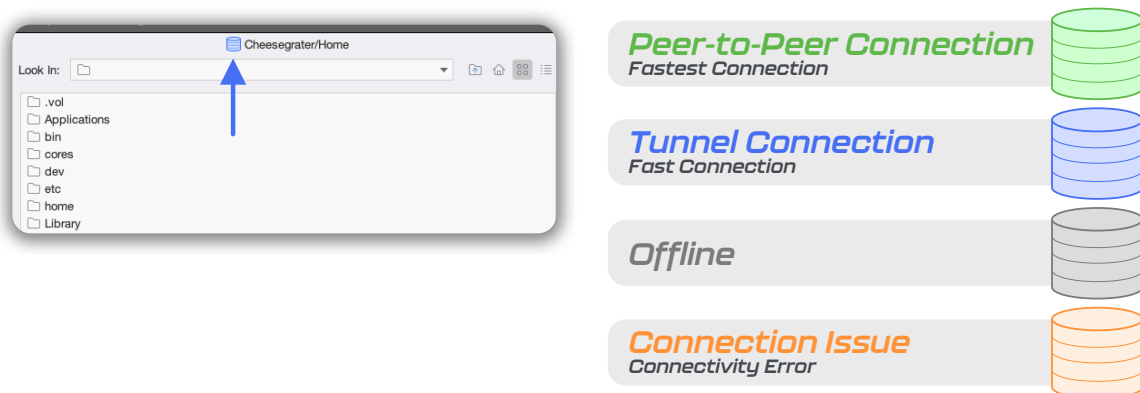 Cheesegrater/Home
Look In:
.vol
Applications
bin
cores
dev
etc
home
Library
Peer-to-Peer Connection
Fastest Connection
Tunnel Connection
Fast Connection
Offline
Connection Issue
Connectivity Error